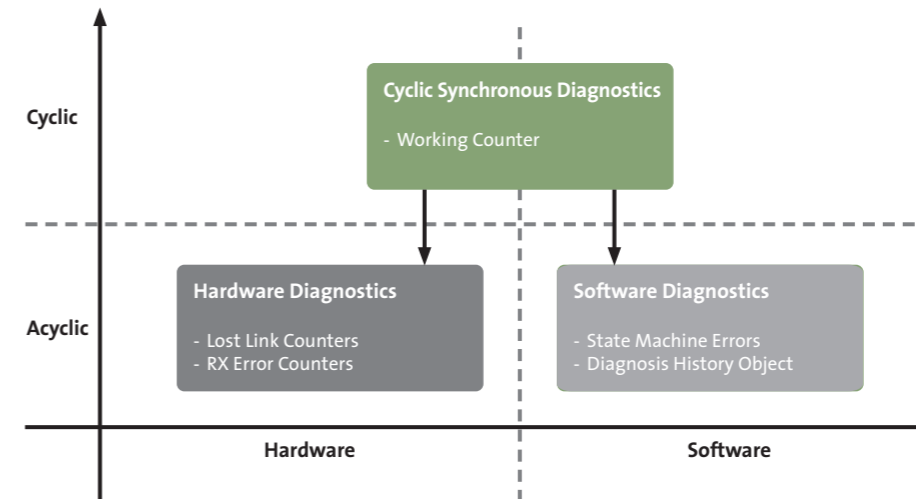 Cyclic
Cyclic Synchronous Diagnostics
- Working Counter
Acyclic
Hardware Diagnostics
- Lost Link Counters
- RX Error Counters
Software Diagnostics
- State Machine Errors
- Diagnosis History Object
Hardware
Software